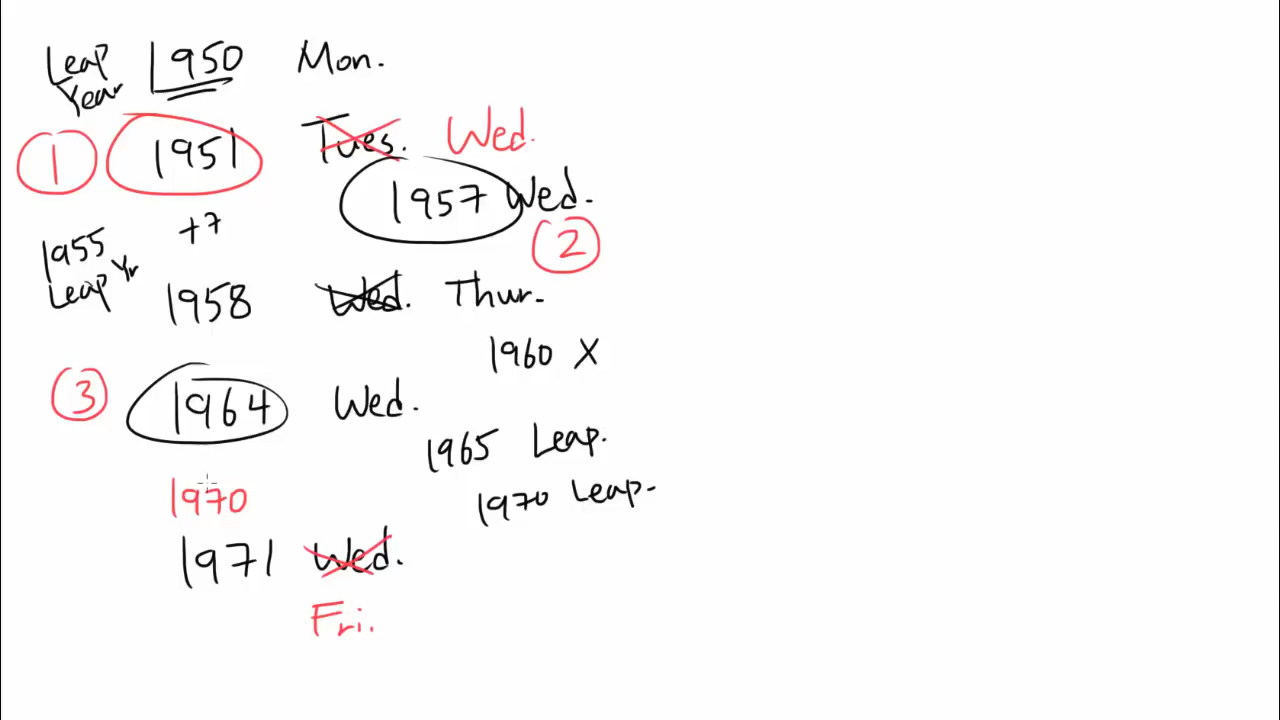 Leap 1950 Mon.
Year
1 1951 Tues. Wed.
1957 Wed.
+7 2
1955
Leap Yr
1958 Wed. Thur.
1960 X
3 1964 Wed.
1965 Leap.
1970 1970 Leap.
1971 Wed.
Fri.